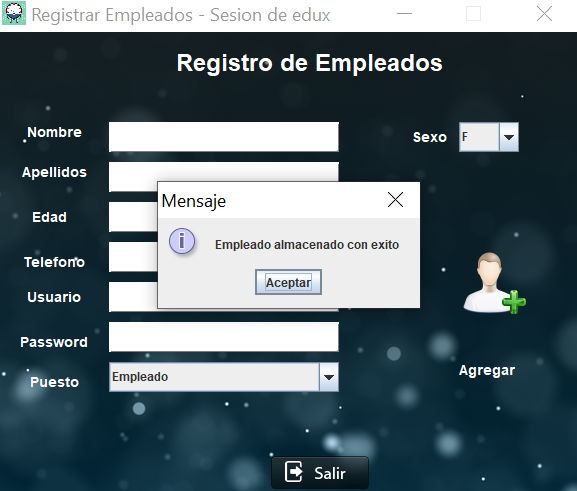 Registrar Empleados - Sesion de edux
Registro de Empleados
Nombre
Sexo
F
Apellidos
Mensaje
Edad
Empleado almacenado con exito
Telefono
Aceptar
Usuario
Password
Puesto
Empleado
Agregar
Salir